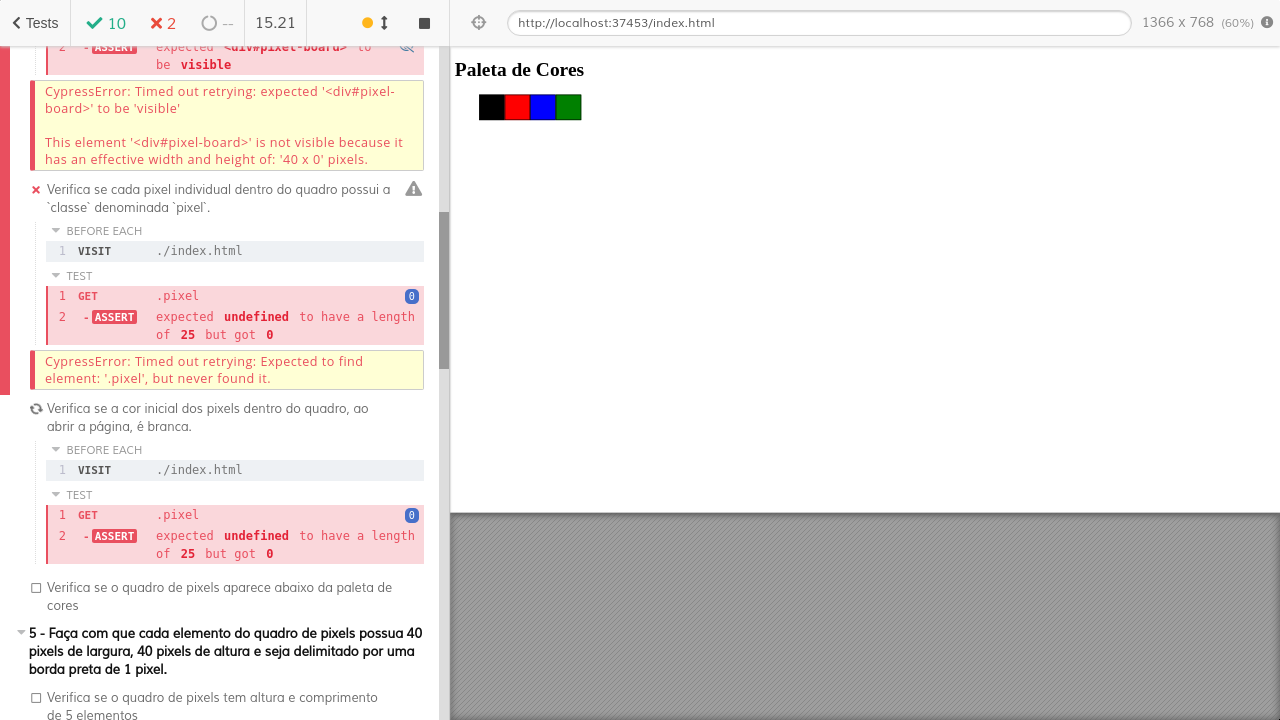 Tests
10
2
--
15.21
http://localhost:37453/index.html
1366 x 768 (60%)
2 - ASSERT expected <div#pixel-board> to
be visible
CypressError: Timed out retrying: expected '<div#pixel-
board>' to be 'visible'
This element '<div#pixel-board>' is not visible because it
has an effective width and height of: '40 x 0' pixels.
Verifica se cada pixel individual dentro do quadro possui a
`classe` denominada `pixel`.
BEFORE EACH
1 VISIT ./index.html
TEST
1 GET .pixel 0
2 - ASSERT expected undefined to have a length
of 25 but got 0
CypressError: Timed out retrying: Expected to find
element: '.pixel', but never found it.
Verifica se a cor inicial dos pixels dentro do quadro, ao
abrir a página, é branca.
BEFORE EACH
1 VISIT ./index.html
TEST
1 GET .pixel 0
2 - ASSERT expected undefined to have a length
of 25 but got 0
Verifica se o quadro de pixels aparece abaixo da paleta de
cores
5 - Faça com que cada elemento do quadro de pixels possua 40
pixels de largura, 40 pixels de altura e seja delimitado por uma
borda preta de 1 pixel.
Verifica se o quadro de pixels tem altura e comprimento
de 5 elementos
Paleta de Cores